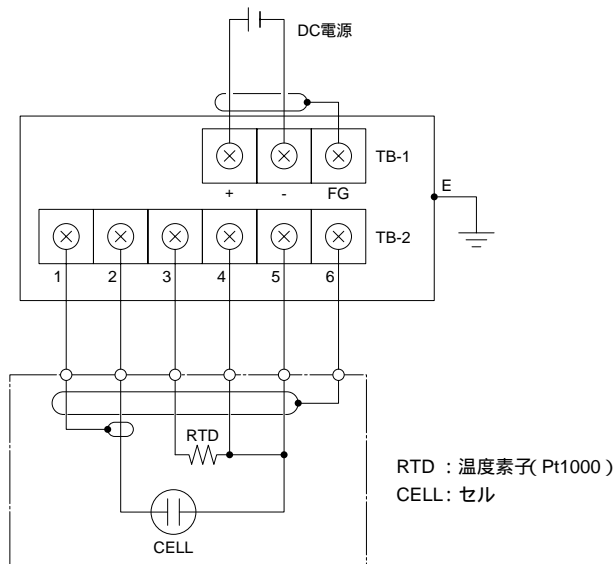 DC電源
TB-1
+ - FG
E
TB-2
1 2 3 4 5 6
RTD
CELL
RTD : 温度素子( Pt1000 )
CELL : セル